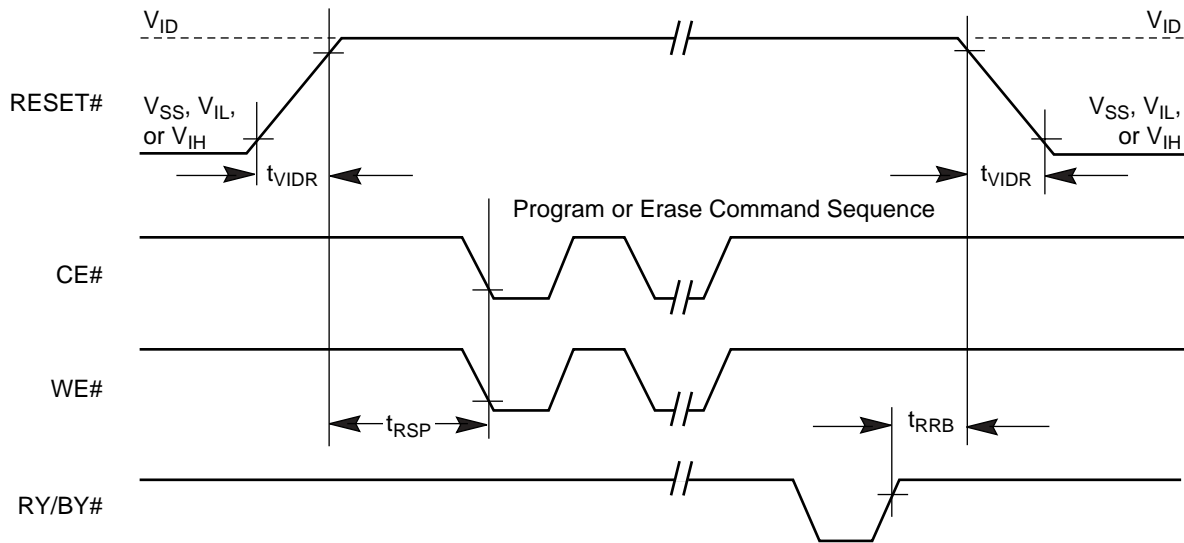 VID
VID
RESET#
VSS, VIL,
or VIH
VSS, VIL,
or VIH
tVIDR
tVIDR
Program or Erase Command Sequence
CE#
WE#
tRSP
tRRB
RY/BY#